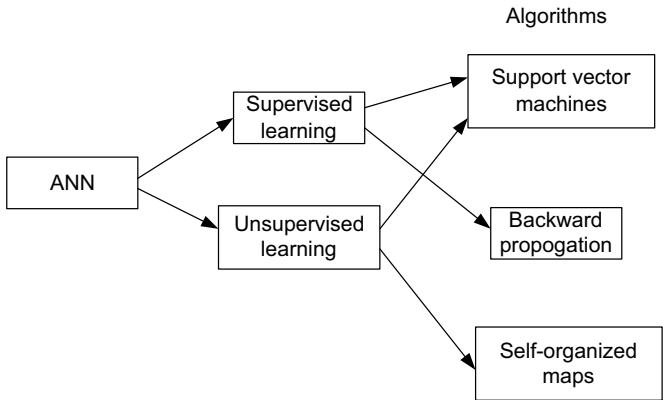 Algorithms
Support vector
machines
Supervised
learning
ANN
Unsupervised
learning
Backward
propogation
Self-organized
maps